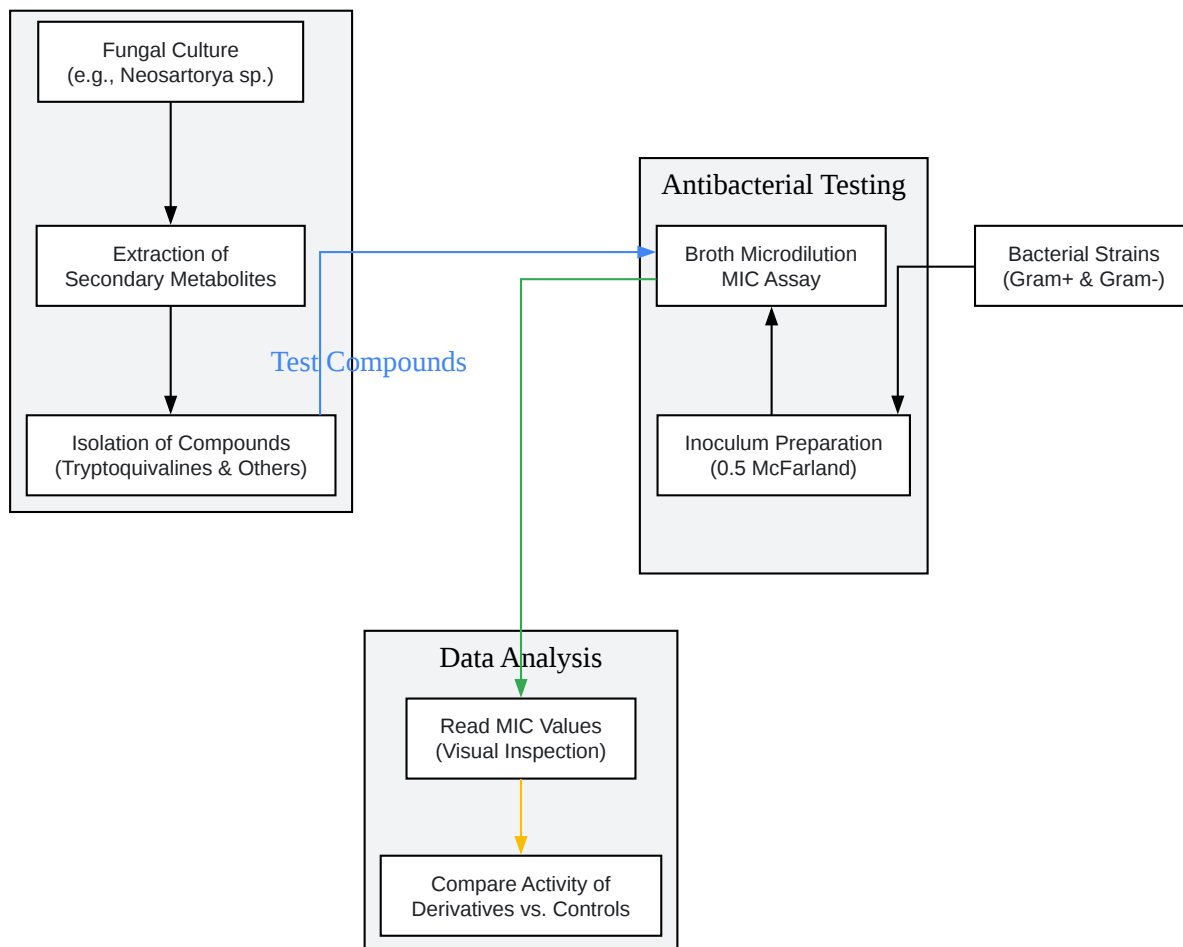 Fungal Culture
(e.g., Neosartorya sp.)
Extraction of
Secondary Metabolites
Test Compounds
Isolation of Compounds
(Tryptoquivalines & Others)
Antibacterial Testing
Broth Microdilution
MIC Assay
Inoculum Preparation
(0.5 McFarland)
Bacterial Strains
(Gram+ & Gram-)
Data Analysis
Read MIC Values
(Visual Inspection)
Compare Activity of
Derivatives vs. Controls